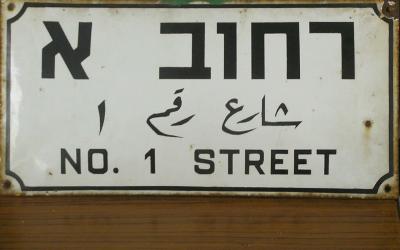 רחוב א
شارع رقم ١
NO. 1 STREET